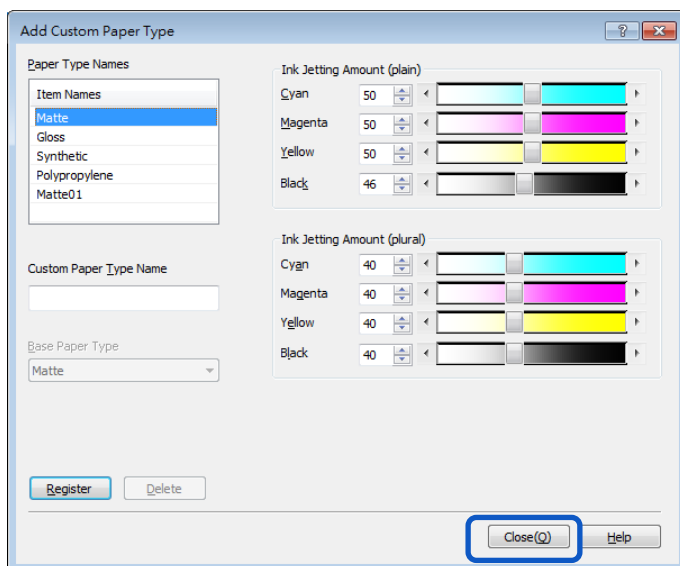 Add Custom Paper Type
?
Paper Type Names
Item Names
Matte
Gloss
Synthetic
Polypropylene
Matte01
Custom Paper Type Name
Base Paper Type
Matte
Register
Delete
Ink Jetting Amount (plain)
Cyan 50
Magenta 50
Yellow 50
Black 46
Ink Jetting Amount (plural)
Cyan 40
Magenta 40
Yellow 40
Black 40
Close(Q)
Help